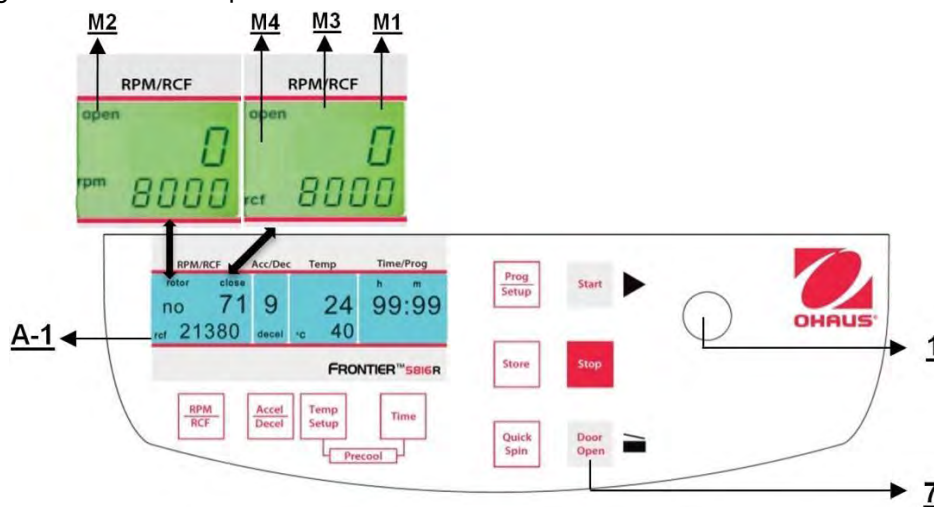 M2
M4
M3
M1
RPM/RCF
RPM/RCF
open
0
rpm
8000
open
0
rcf
8000
RPM/RCF
Acc/Dec
Temp
Time/Prog
rotor
close
h
m
no 71
9
24
99:99
rcf 21380
decel
°C 40
FRONTIER™5816R
A-1
RPM
RCF
Accel
Decel
Temp
Setup
Time
Precool
Prog
Setup
Start
Store
Stop
Quick
Spin
Door
Open
OHAUS®
1
7